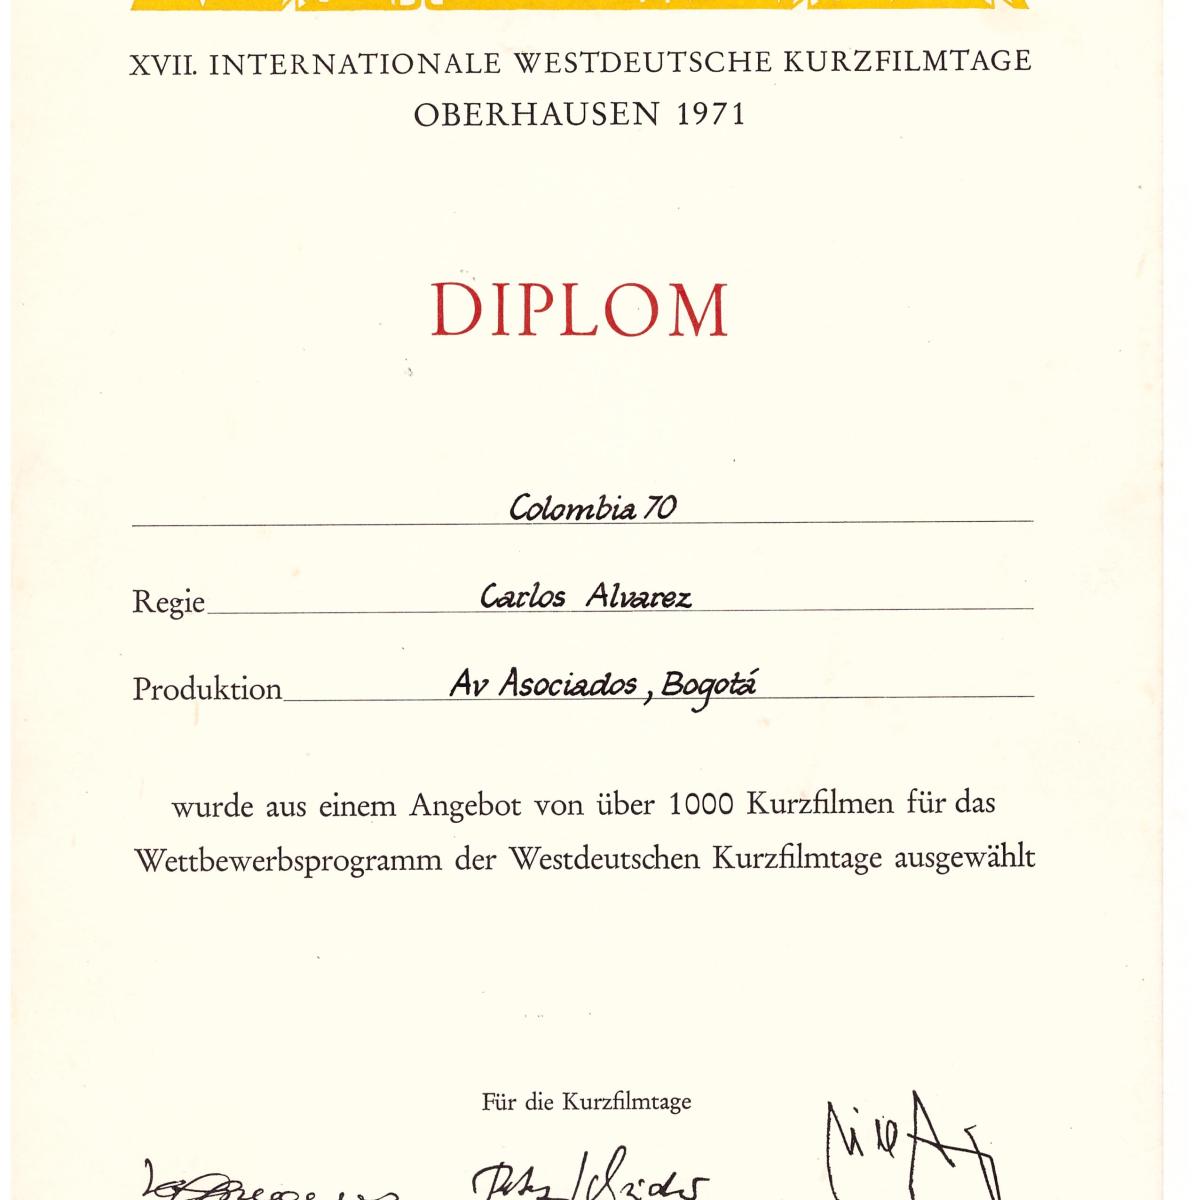 XVII. INTERNATIONALE WESTDEUTSCHE KURZFILMTAGE
OBERHAUSEN 1971
DIPLOM
Colombia 70
Regie Carlos Alvarez
Produktion Av Asociados, Bogotá
wurde aus einem Angebot von über 1000 Kurzfilmen für das
Wettbewerbsprogramm der Westdeutschen Kurzfilmtage ausgewählt
Für die Kurzfilmtage